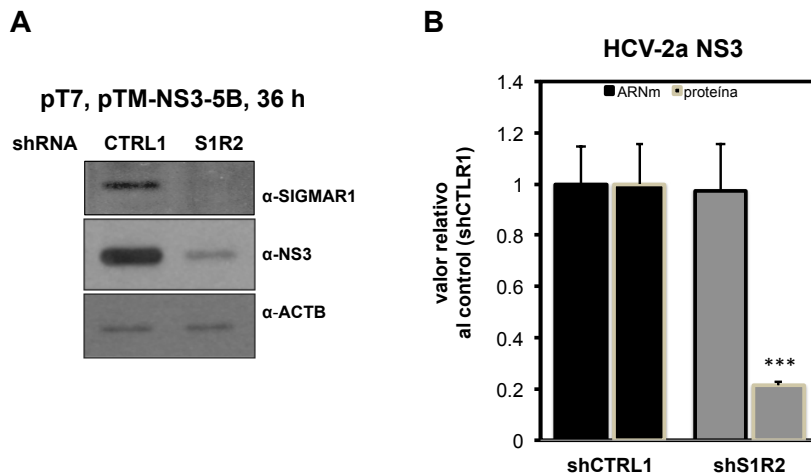 A
pT7, pTM-NS3-5B, 36 h
shRNA CTRL1 S1R2
α-SIGMAR1
α-NS3
α-ACTB
B
HCV-2a NS3
ARNm proteína
valor relativo
al control (shCTLR1)
1.4
1.2
1
0.8
0.6
0.4
0.2
0
***
shCTRL1 shS1R2